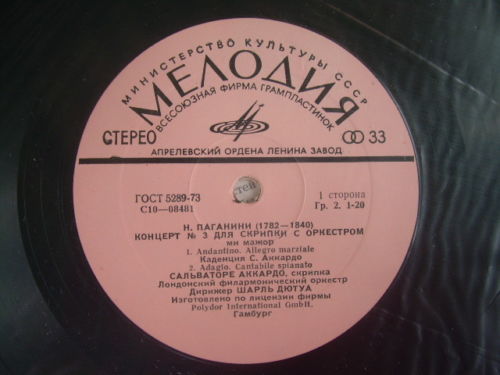 МИНИСТЕРСТВО КУЛЬТУРЫ СССР
МЕЛОДИЯ
ВСЕСОЮЗНАЯ ФИРМА ГРАМПЛАСТИНОК
СТЕРЕО 33
АПРЕЛЕВСКИЙ ОРДЕНА ЛЕНИНА ЗАВОД
ГОСТ 5289-73
С10—08481
1 сторона
Гр. 2. 1-20
Н. ПАГАНИНИ (1782—1840)
КОНЦЕРТ № 3 ДЛЯ СКРИПКИ С ОРКЕСТРОМ
ми мажор
1. Andantino. Allegro marziale
Каденция С. Аккардо
2. Adagio. Cantabile spianato
САЛЬВАТОРЕ АККАРДО, скрипка
Лондонский филармонический оркестр
Дирижер ШАРЛЬ ДЮТУА
Изготовлено по лицензии фирмы
Polydor International GmbH.
Гамбург